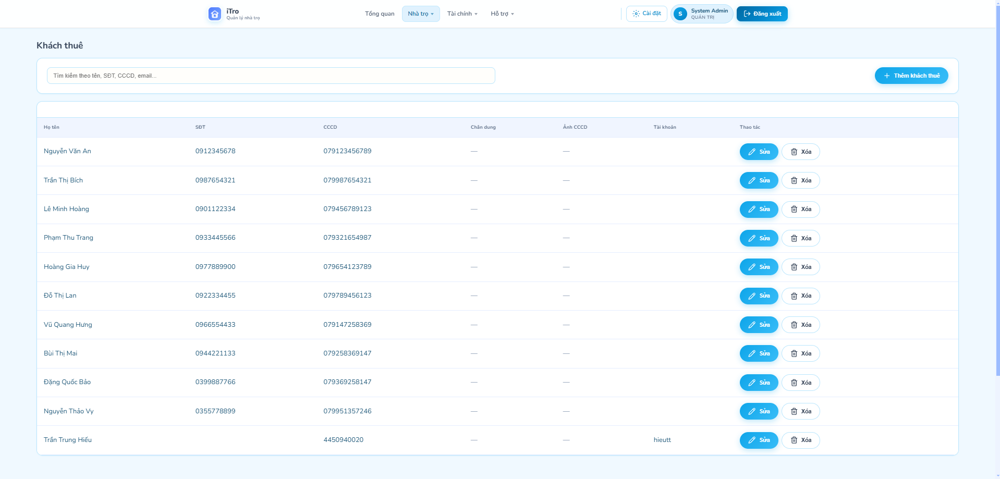 iTro
Quản lý nhà trọ
Tổng quan
Nhà trọ
Tài chính
Hỗ trợ
Cài đặt
S
System Admin
QUẢN TRỊ
Đăng xuất
Khách thuê
Tìm kiếm theo tên, SĐT, CCCD, email...
+ Thêm khách thuê
Họ tên SĐT CCCD Chân dung Ảnh CCCD Tài khoản Thao tác
Nguyễn Văn An 0912345678 079123456789 — — Sửa Xóa
Trần Thị Bích 0987654321 079987654321 — — Sửa Xóa
Lê Minh Hoàng 0901122334 079456789123 — — Sửa Xóa
Phạm Thu Trang 0933445566 079321654987 — — Sửa Xóa
Hoàng Gia Huy 0977889900 079654123789 — — Sửa Xóa
Đỗ Thị Lan 0922334455 079789456123 — — Sửa Xóa
Vũ Quang Hưng 0966554433 079147258369 — — Sửa Xóa
Bùi Thị Mai 0944221133 079258369147 — — Sửa Xóa
Đặng Quốc Bảo 0399887766 079369258147 — — Sửa Xóa
Nguyễn Thảo Vy 0355778899 079951357246 — — Sửa Xóa
Trần Trung Hiếu 4450940020 — — hieutt Sửa Xóa